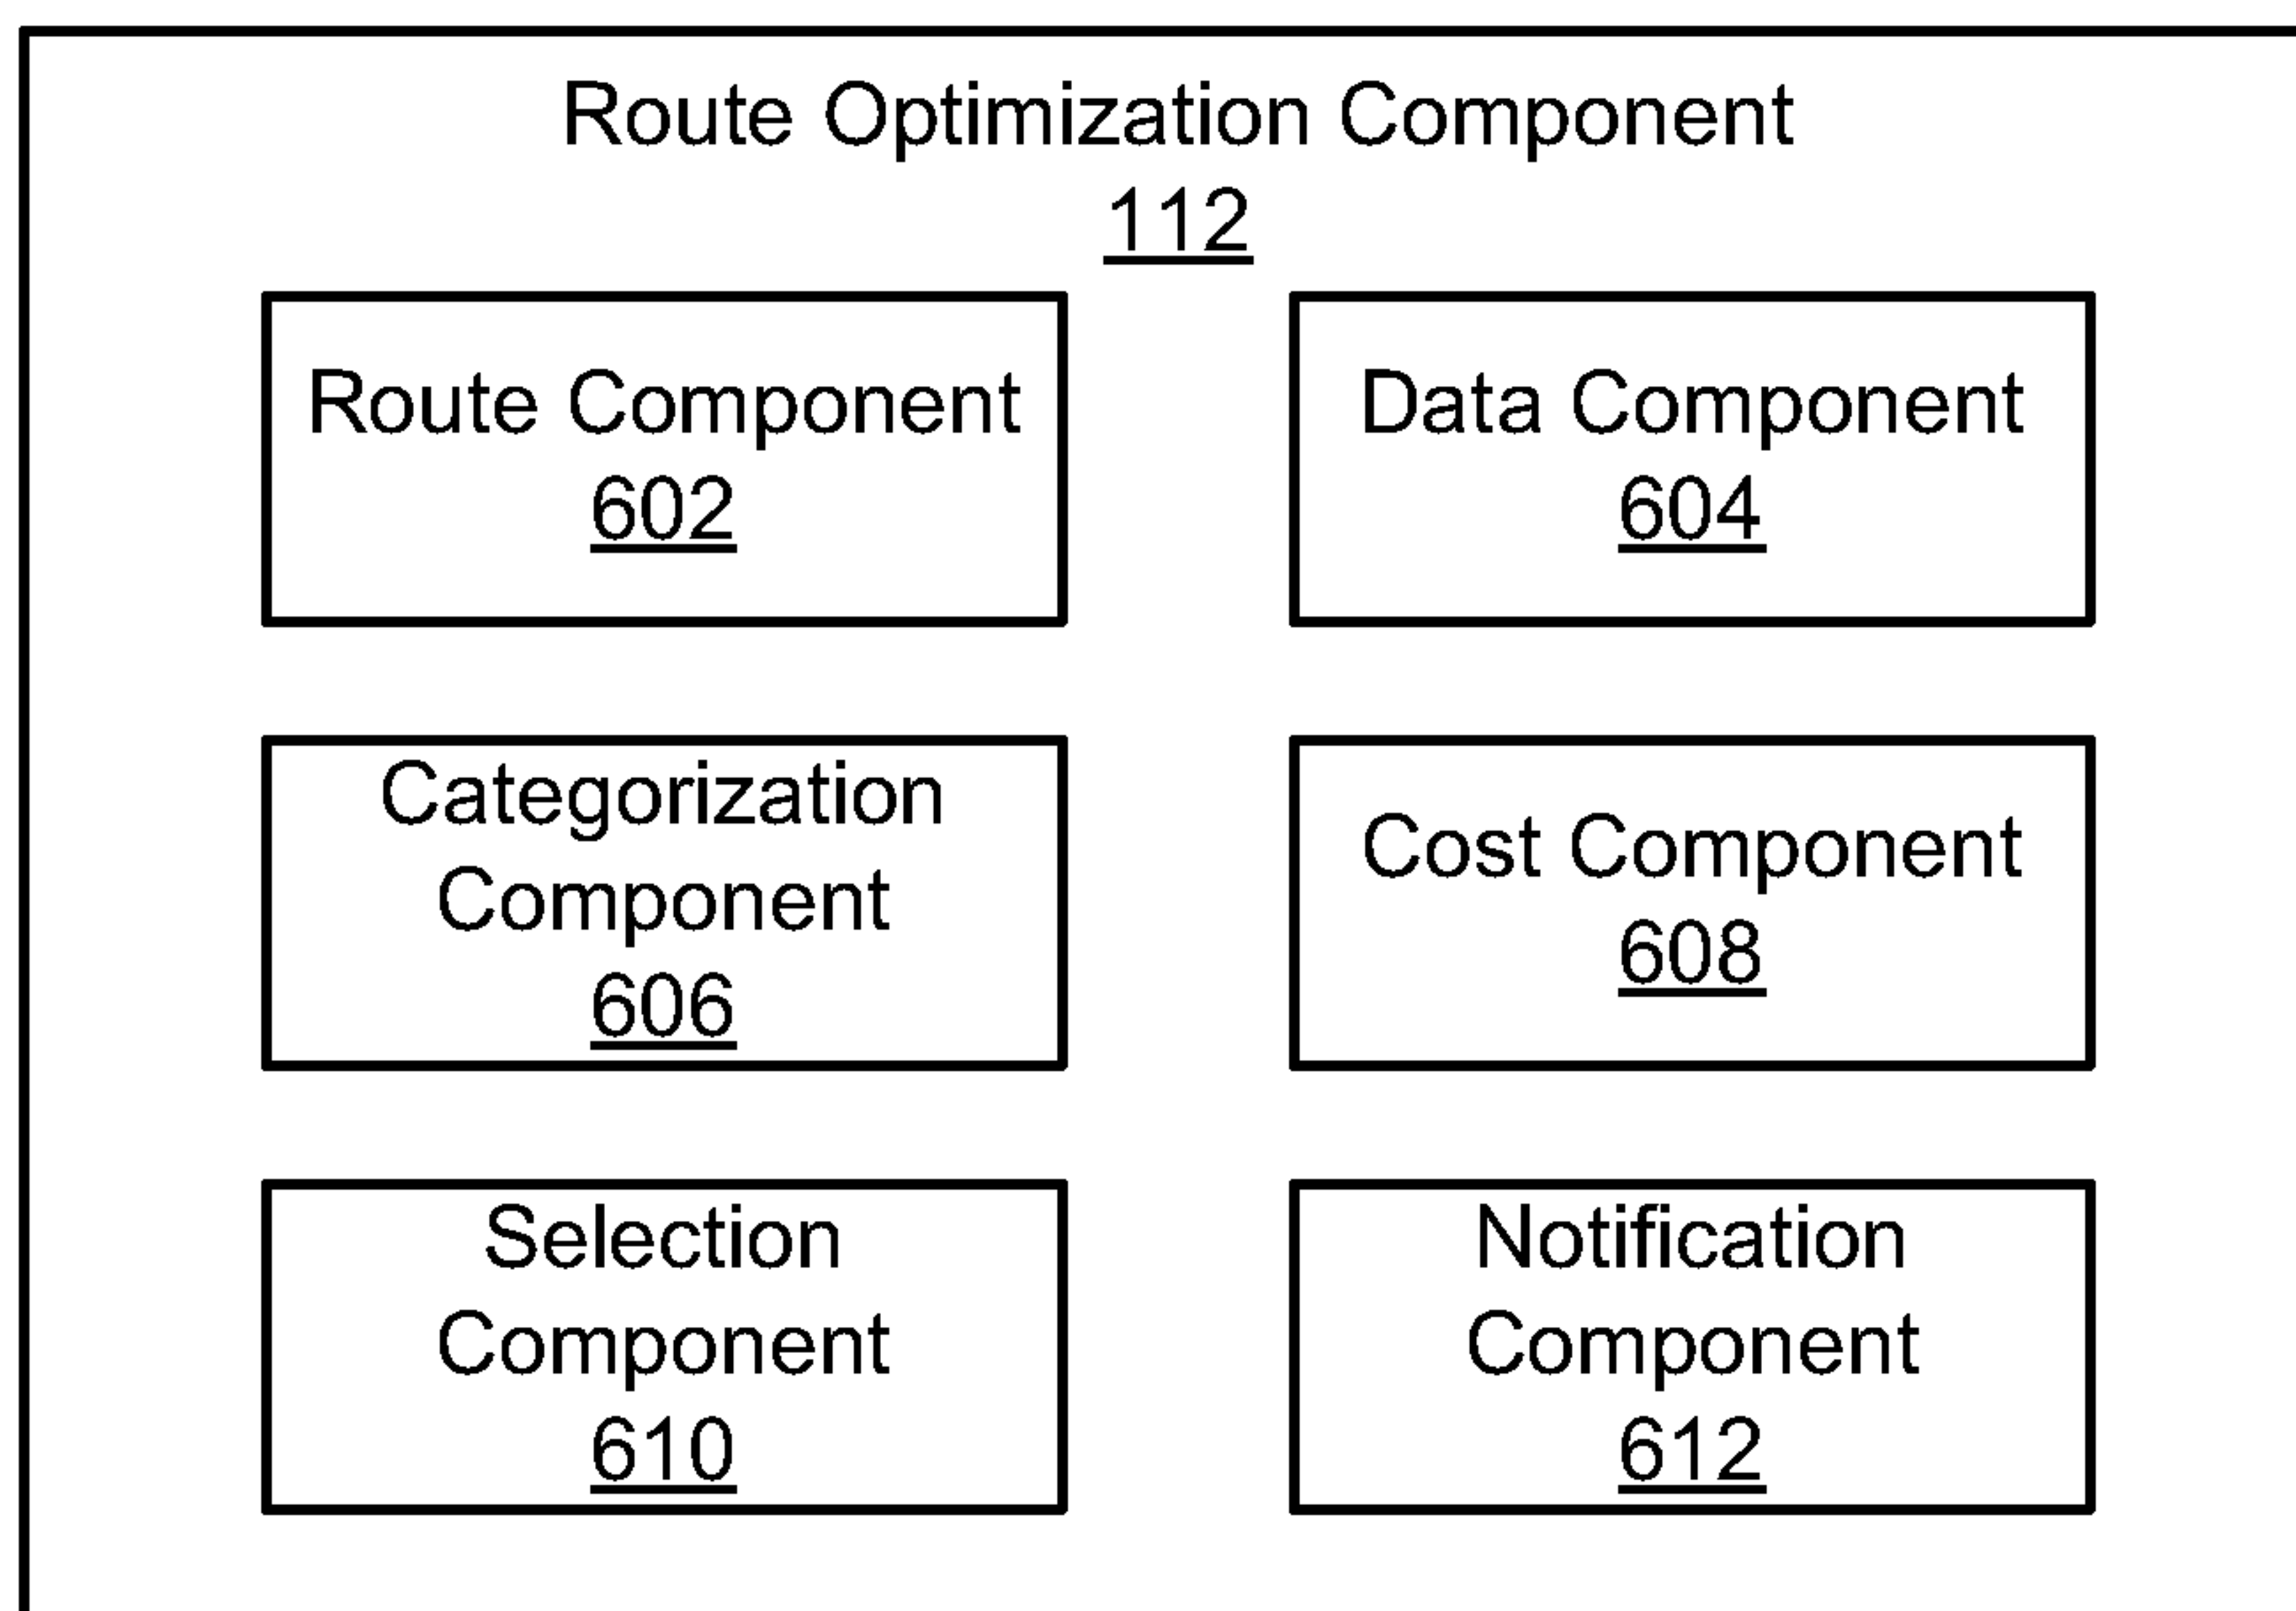 Route Optimization Component
112
Route Component
602
Data Component
604
Categorization
Component
606
Cost Component
608
Selection
Component
610
Notification
Component
612